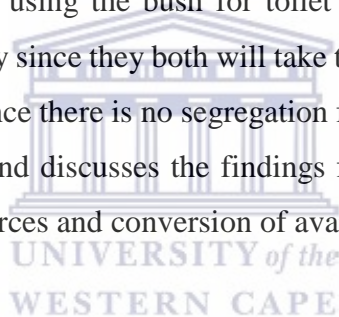 using the bush for toilet
y since they both will take t
nce there is no segregation
nd discusses the findings
rces and conversion of ava
UNIVERSITY of the
WESTERN CAPE